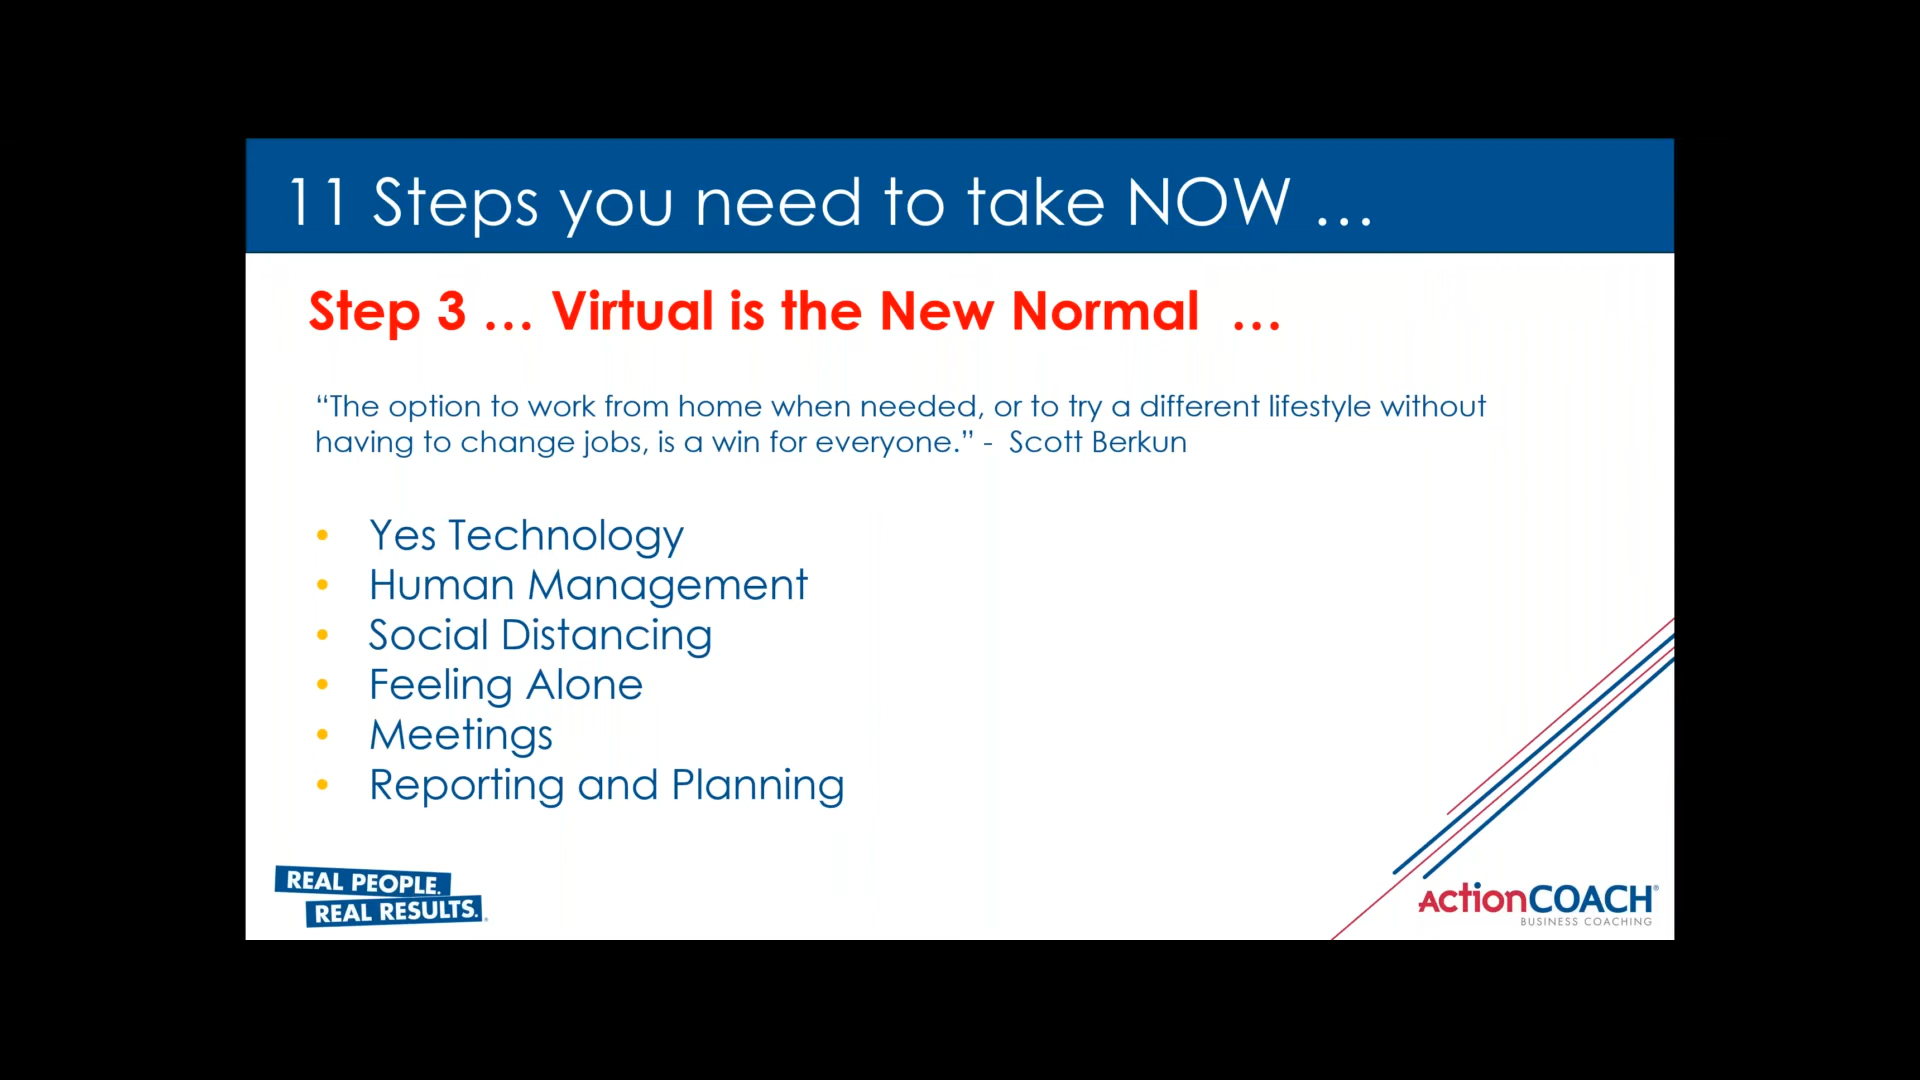 11 Steps you need to take NOW ...
Step 3 ... Virtual is the New Normal ...
“The option to work from home when needed, or to try a different lifestyle without
having to change jobs, is a win for everyone.” - Scott Berkun
• Yes Technology
• Human Management
• Social Distancing
• Feeling Alone
• Meetings
• Reporting and Planning
REAL PEOPLE.
REAL RESULTS.
ActionCOACH®
BUSINESS COACHING